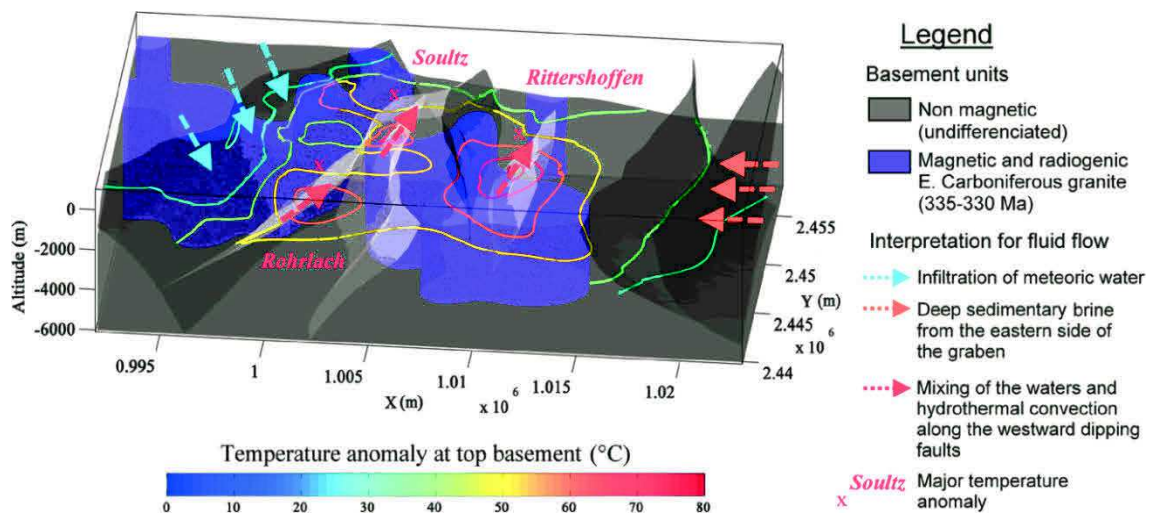 Soultz
Rittershoffen
Rohrlach
x
x
x
Altitude (m)
0
-2000
-4000
-6000
0.995
1
1.005
1.01
1.015
1.02
X (m)
x 10 6
2.455
2.45
2.445
2.44
Y (m)
x 10 6
Temperature anomaly at top basement (°C)
0 10 20 30 40 50 60 70 80
Legend
Basement units
Non magnetic
(undifferenciated)
Magnetic and radiogenic
E. Carboniferous granite
(335-330 Ma)
Interpretation for fluid flow
Infiltration of meteoric water
Deep sedimentary brine
from the eastern side of
the graben
Mixing of the waters and
hydrothermal convection
along the westward dipping
faults
x Soultz Major temperature
anomaly